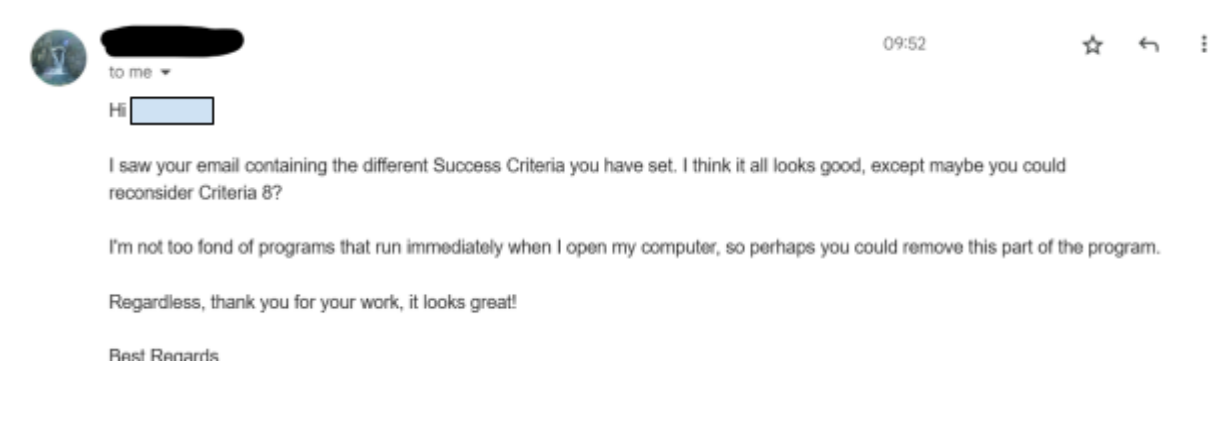 09:52
to me
Hi
I saw your email containing the different Success Criteria you have set. I think it all looks good, except maybe you could
reconsider Criteria 8?
I'm not too fond of programs that run immediately when I open my computer, so perhaps you could remove this part of the program.
Regardless, thank you for your work, it looks great!
Best Regards